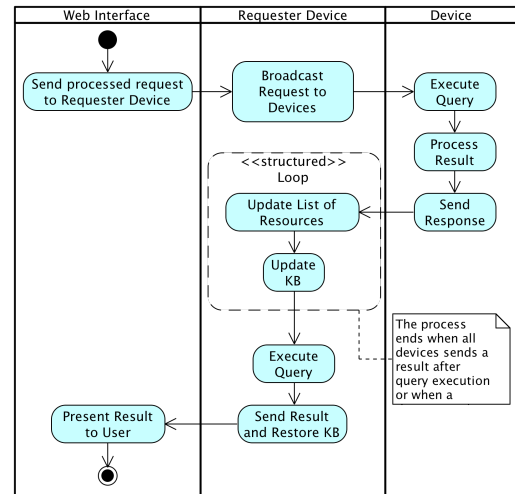 Web Interface
Requester Device
Device
Send processed request
to Requester Device
Broadcast
Request to
Devices
Execute
Query
Process
Result
Send
Response
<<structured>>
Loop
Update List of
Resources
Update
KB
The process
ends when all
devices sends a
result after
query execution
or when a
Execute
Query
Send Result
and Restore KB
Present Result
to User